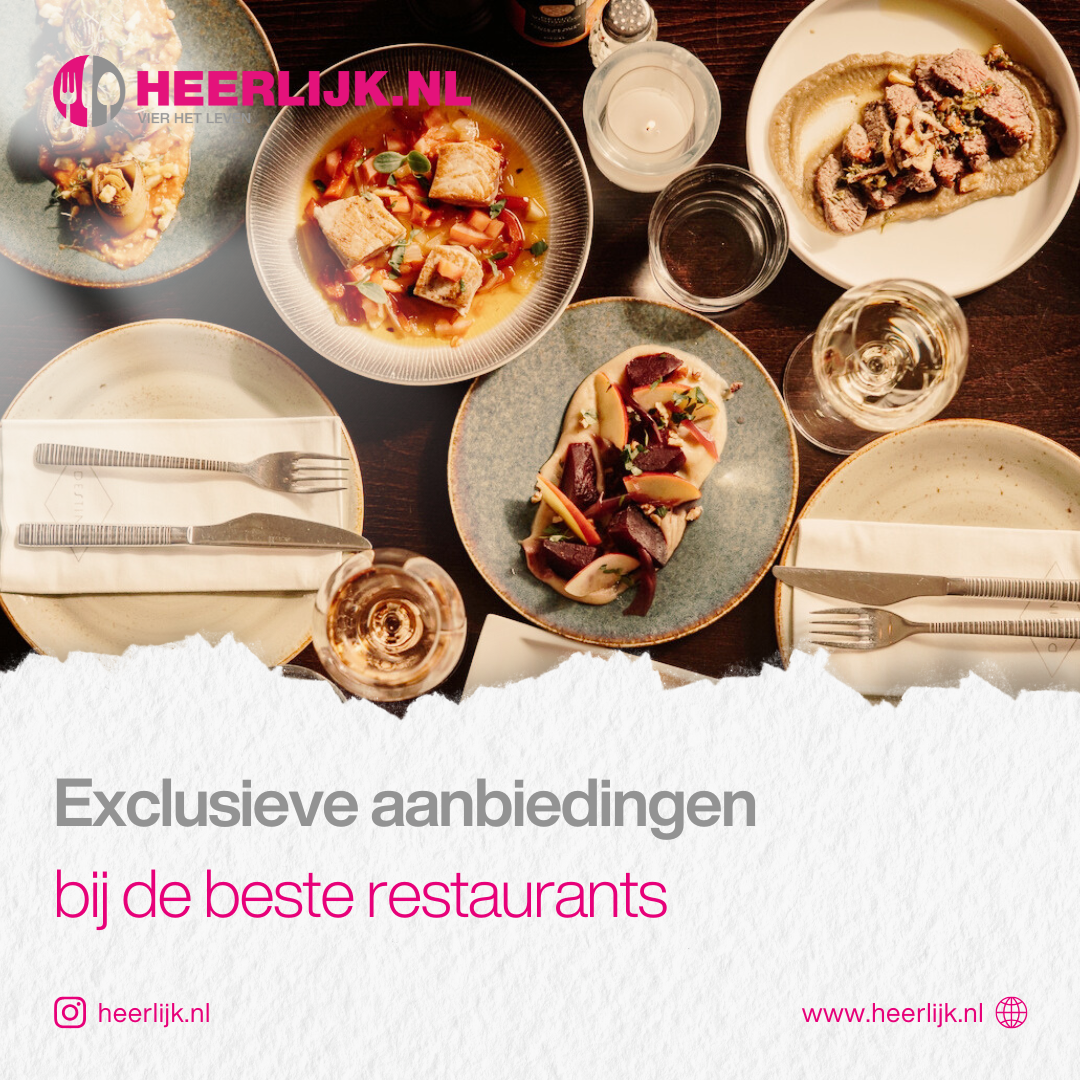 HEERLIJK.NL
VIER HET LEVEN
Exclusieve aanbiedingen
bij de beste restaurants
heerlijk.nl
www.heerlijk.nl